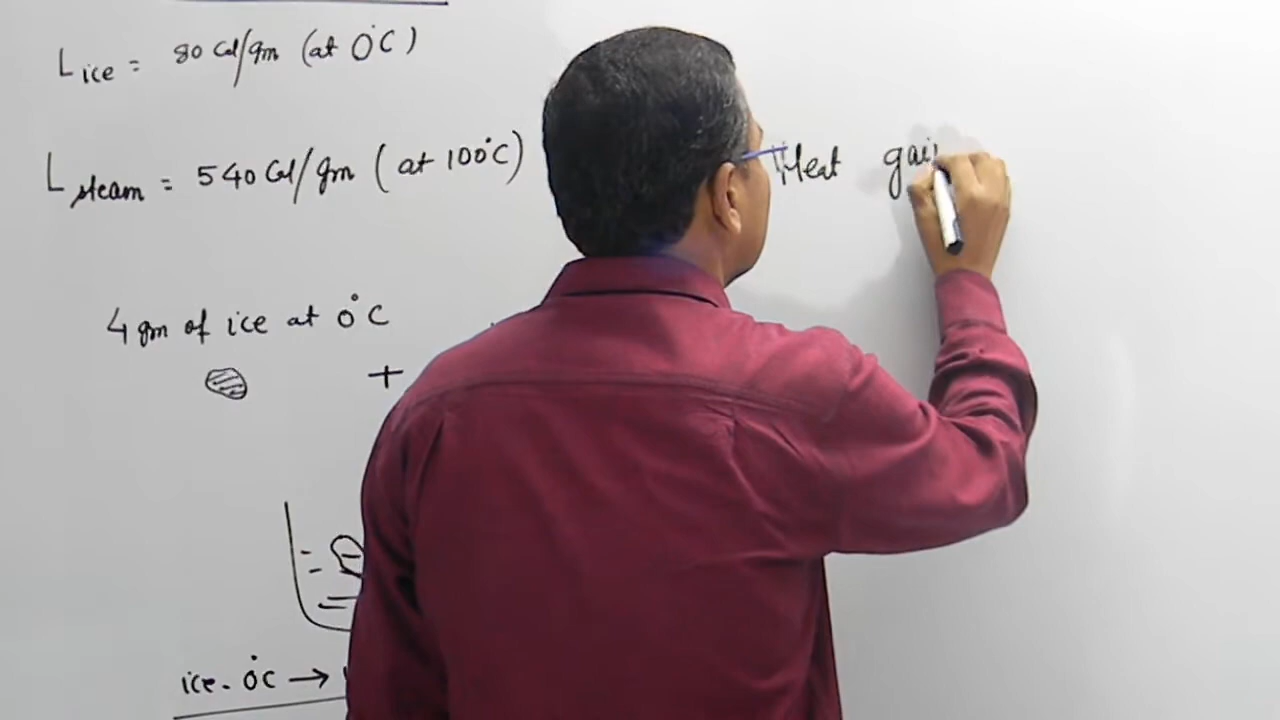 L ice = 80 Cal/gm (at 0°C)
L steam = 540 Cal/gm (at 100°C)
Heat gai
4 gm of ice at 0°C
+
ice - 0°C →